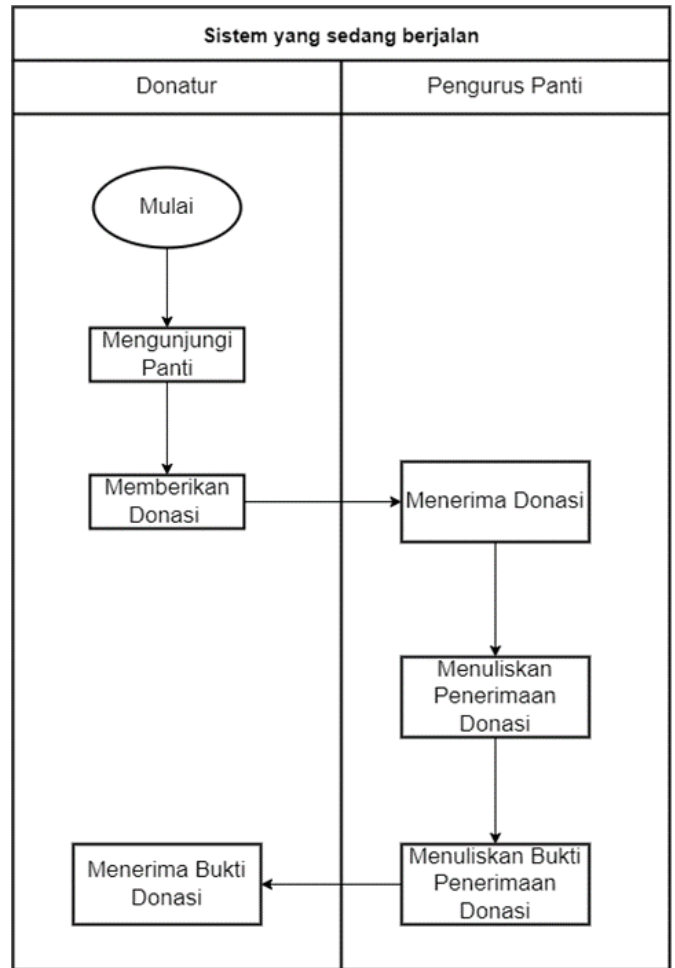 Sistem yang sedang berjalan
Donatur
Pengurus Panti
Mulai
Mengunjungi
Panti
Memberikan
Donasi
Menerima Donasi
Menuliskan
Penerimaan
Donasi
Menuliskan Bukti
Penerimaan
Donasi
Menerima Bukti
Donasi